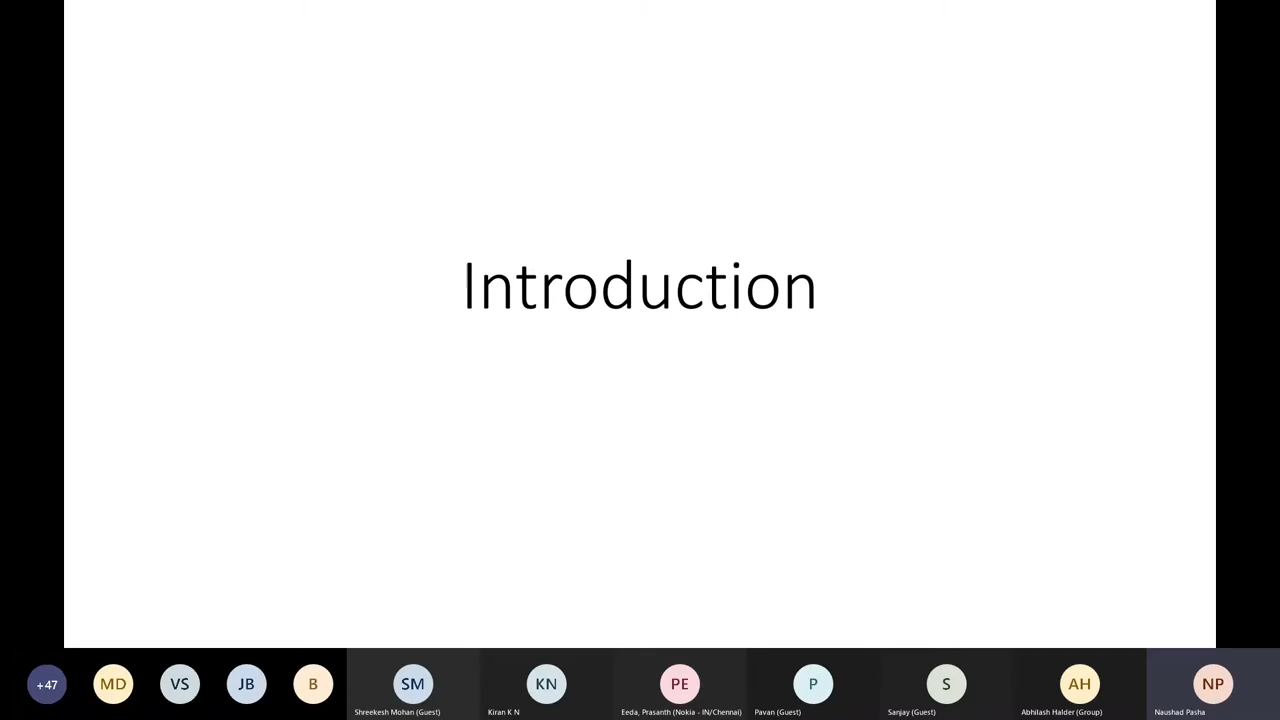 Introduction
+47
MD
VS
JB
B
SM
KN
PE
P
S
AH
NP
Shreekesh Mohan (Guest)
Kiran K N
Eeda, Prasanth (Nokia - IN/Chennai)
Pavan (Guest)
Sanjay (Guest)
Abhilash Halder (Group)
Naushad Pasha